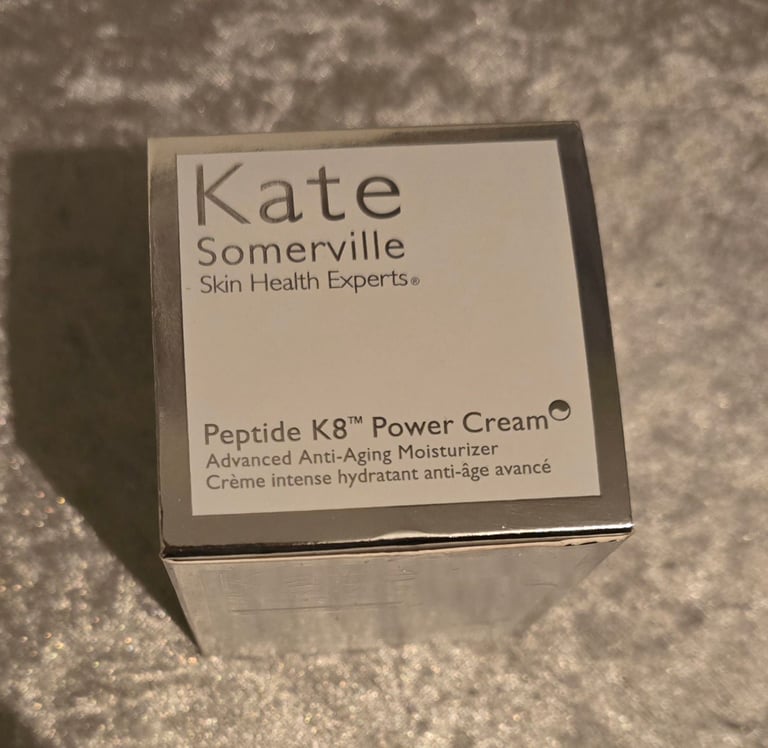 Kate
Somerville
Skin Health Experts®
Peptide K8™ Power Cream
Advanced Anti-Aging Moisturizer
Crème intense hydratant anti-âge avancé